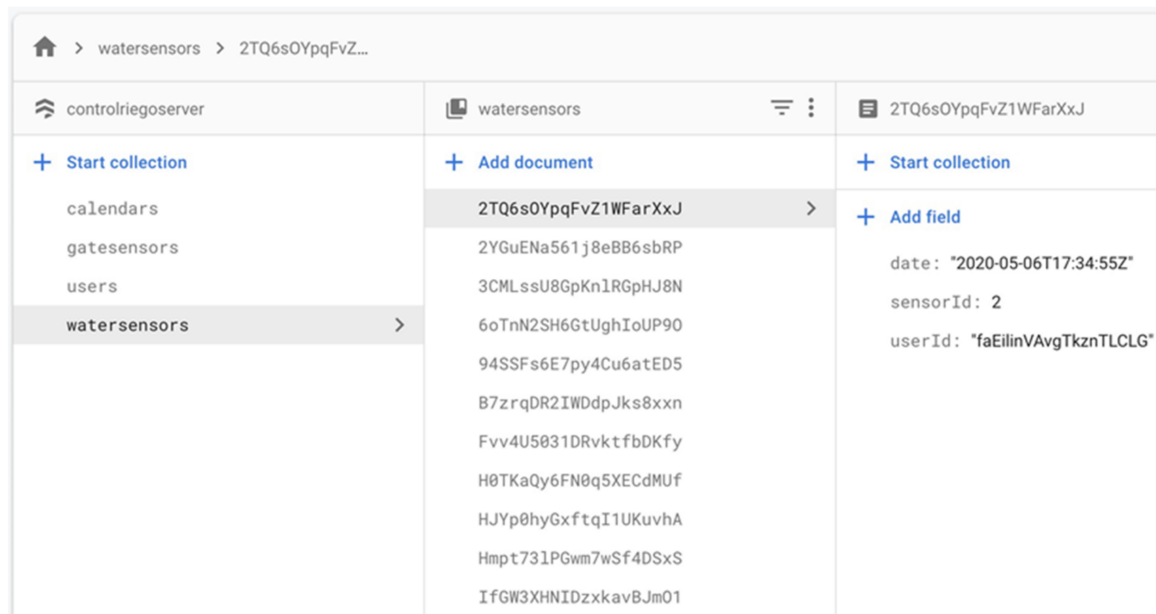 watersensors > 2TQ6sOYpqFvZ...
controlriegoserver
Start collection
calendars
gatesensors
users
watersensors
watersensors
Add document
2TQ6sOYpqFvZ1WFarXxJ
2YGuENa561j8eBB6sbRP
3CMLssU8GpKnlRGpHJ8N
6oTnN2SH6GtUghIoUP9O
94SSFs6E7py4Cu6atED5
B7zrqDR2IWDdpJks8xxn
Fvv4U5031DRvktfbDKfy
H0TKaQy6FN0q5XECdMUf
HJYp0hyGxftqI1UKuvhA
Hmpt73lPGwm7wSf4DSxS
IfGW3XHNIDzxkavBJmO1
2TQ6sOYpqFvZ1WFarXxJ
Start collection
Add field
date: "2020-05-06T17:34:55Z"
sensorId: 2
userId: "faEilinVAvgTkznTLCLG"